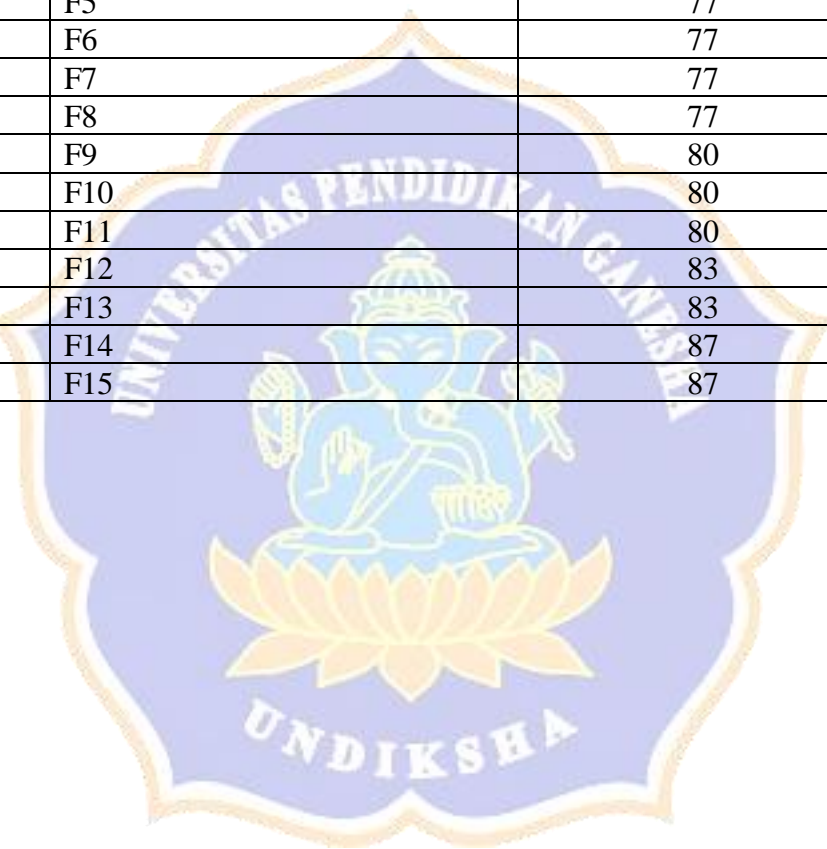 F5 77
F6 77
F7 77
F8 77
F9 80
F10 80
F11 80
F12 83
F13 83
F14 87
F15 87
UNIVERSITAS PENDIDIKAN GANESHA
UNDIKSHA